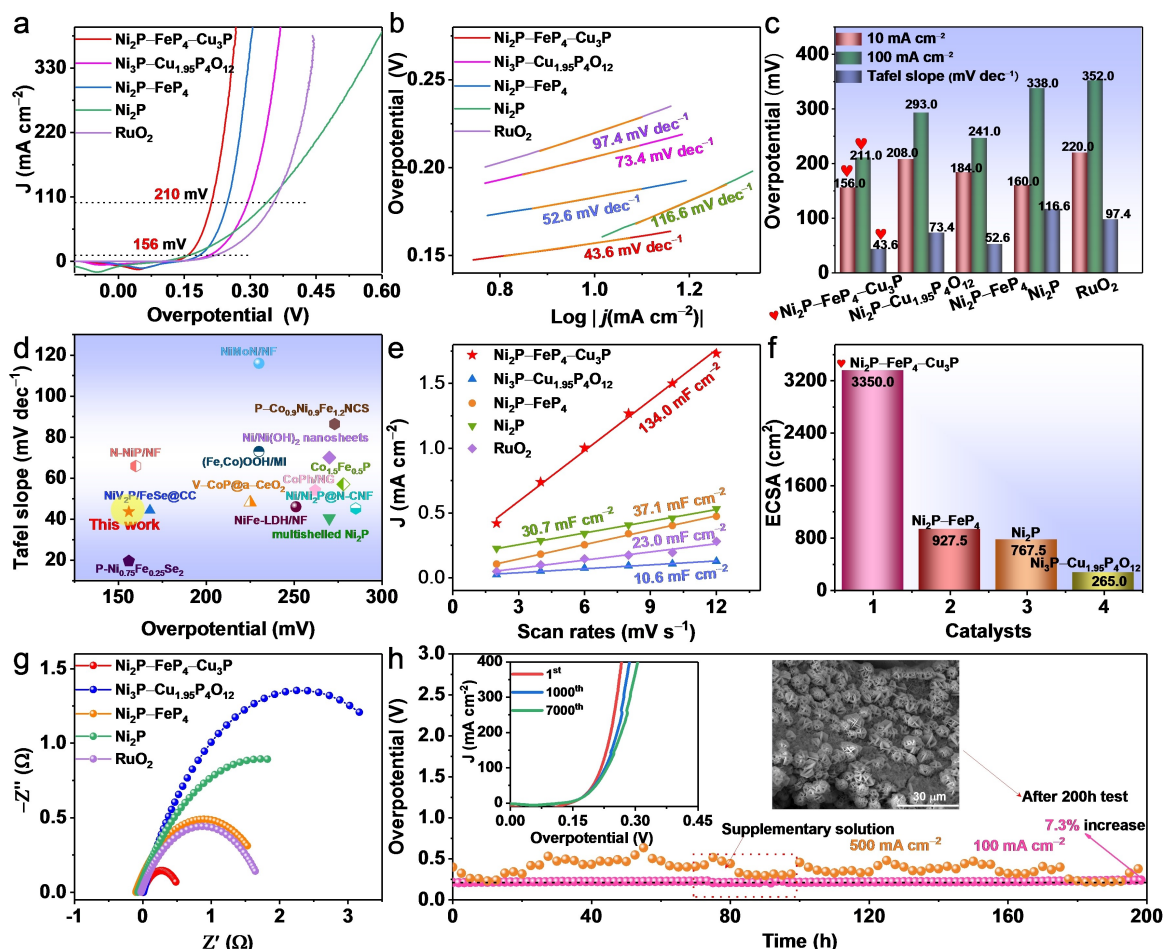 a
Ni₂P–FeP₄–Cu₃P
Ni₃P–Cu₁.₉₅P₄O₁₂
Ni₂P–FeP₄
Ni₂P
RuO₂
210 mV
156 mV
J (mA cm⁻²)
330
220
110
0
0.00 0.15 0.30 0.45 0.60
Overpotential (V)
b
Ni₂P–FeP₄–Cu₃P
Ni₃P–Cu₁.₉₅P₄O₁₂
Ni₂P–FeP₄
Ni₂P
RuO₂
97.4 mV dec⁻¹
73.4 mV dec⁻¹
52.6 mV dec⁻¹
116.6 mV dec⁻¹
43.6 mV dec⁻¹
Overpotential (V)
0.25
0.20
0.15
0.8 1.0 1.2
Log | j(mA cm⁻²)|
c
10 mA cm⁻²
100 mA cm⁻²
Tafel slope (mV dec⁻¹)
Overpotential (mV)
400
300
200
100
0
156.0 211.0 43.6
208.0 293.0 73.4
184.0 241.0 52.6
160.0 338.0 116.6
220.0 352.0 97.4
♥Ni₂P–FeP₄–Cu₃P
Ni₂P–Cu₁.₉₅P₄O₁₂
Ni₂P–FeP₄
Ni₂P
RuO₂
d
Tafel slope (mV dec⁻¹)
120
100
80
60
40
20
NiMoN/NF
P–Co₀.₉Ni₀.₉Fe₁.₂NCS
Ni/Ni(OH)₂ nanosheets
(Fe,Co)OOH/MI
N-NiP/NF
Co₁.₅Fe₀.₅P
CoPh/NG
V–CoP@a–CeO₂
NiV₂P/FeSe@CC
Ni/Ni₂P@N–CNF
This work
NiFe-LDH/NF
multishelled Ni₂P
P-Ni₀.₇₅Fe₀.₂₅Se₂
150 200 250 300
Overpotential (mV)
e
Ni₂P–FeP₄–Cu₃P
Ni₃P–Cu₁.₉₅P₄O₁₂
Ni₂P–FeP₄
Ni₂P
RuO₂
134.0 mF cm⁻²
30.7 mF cm⁻²
37.1 mF cm⁻²
23.0 mF cm⁻²
10.6 mF cm⁻²
J (mA cm⁻²)
1.5
1.0
0.5
0.0
0 3 6 9 12
Scan rates (mV s⁻¹)
f
♥ Ni₂P–FeP₄–Cu₃P
3350.0
Ni₂P–FeP₄
927.5
Ni₂P
767.5
Ni₃P–Cu₁.₉₅P₄O₁₂
265.0
ECSA (cm²)
3200
2400
1600
800
0
1 2 3 4
Catalysts
g
Ni₂P–FeP₄–Cu₃P
Ni₃P–Cu₁.₉₅P₄O₁₂
Ni₂P–FeP₄
Ni₂P
RuO₂
–Z″ (Ω)
1.5
1.0
0.5
0.0
-1 0 1 2 3
Z′ (Ω)
h
Overpotential (V)
3.0
2.5
2.0
1.5
1.0
0.5
0.0
J (mA cm⁻²)
400
300
200
100
0
1ˢᵗ
1000ᵗʰ
7000ᵗʰ
0.00 0.15 0.30 0.45
Overpotential (V)
30 µm
After 200h test
7.3% increase
Supplementary solution
500 mA cm⁻²
100 mA cm⁻²
0 40 80 120 160 200
Time (h)